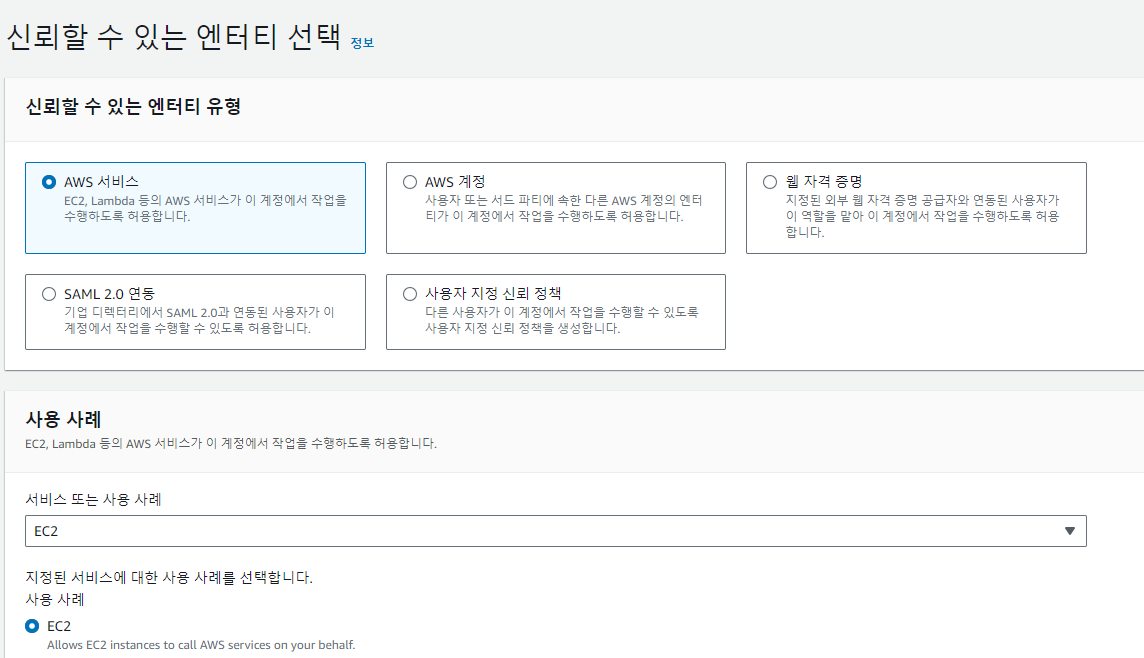 신뢰할 수 있는 엔터티 선택 정보
신뢰할 수 있는 엔터티 유형
AWS 서비스
EC2, Lambda 등의 AWS 서비스가 이 계정에서 작업을
수행하도록 허용합니다.
AWS 계정
사용자 또는 서드 파티에 속한 다른 AWS 계정의 엔터
티가 이 계정에서 작업을 수행하도록 허용합니다.
웹 자격 증명
지정된 외부 웹 자격 증명 공급자와 연동된 사용자가
이 역할을 맡아 이 계정에서 작업을 수행하도록 허용
합니다.
SAML 2.0 연동
기업 디렉터리에서 SAML 2.0과 연동된 사용자가 이
계정에서 작업을 수행할 수 있도록 허용합니다.
사용자 지정 신뢰 정책
다른 사용자가 이 계정에서 작업을 수행할 수 있도록
사용자 지정 신뢰 정책을 생성합니다.
사용 사례
EC2, Lambda 등의 AWS 서비스가 이 계정에서 작업을 수행하도록 허용합니다.
서비스 또는 사용 사례
EC2
지정된 서비스에 대한 사용 사례를 선택합니다.
사용 사례
EC2
Allows EC2 instances to call AWS services on your behalf.